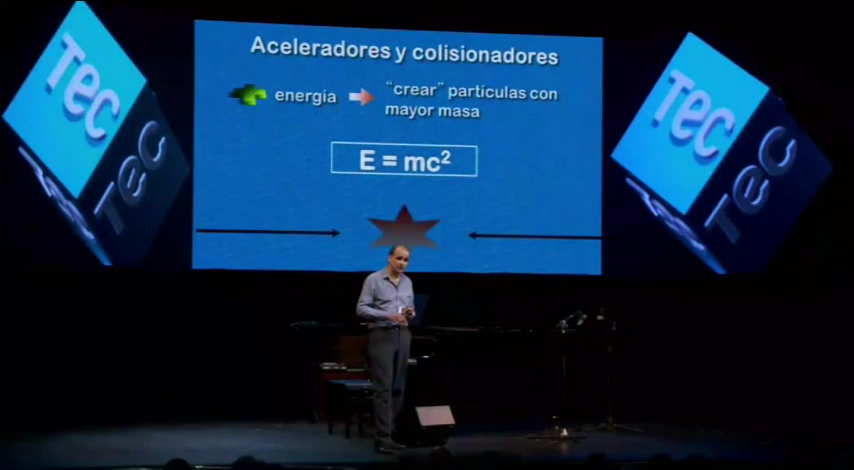 Aceleradores y colisionadores
energía
"crear" partículas con
mayor masa
E = mc²
Tec
Tec
Tec
Tec